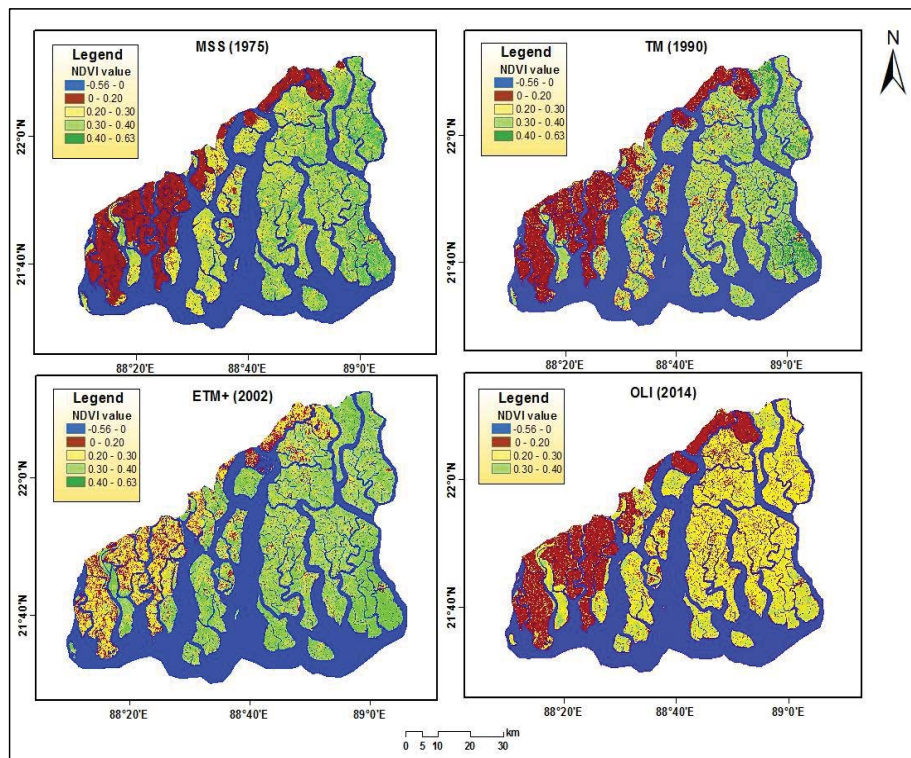 MSS (1975)
Legend
NDVI value
-0.56 - 0
0 - 0.20
0.20 - 0.30
0.30 - 0.40
0.40 - 0.63
22°0'N
21°40'N
88°20'E
88°40'E
89°0'E
TM (1990)
Legend
NDVI value
-0.56 - 0
0 - 0.20
0.20 - 0.30
0.30 - 0.40
0.40 - 0.63
22°0'N
21°40'N
88°20'E
88°40'E
89°0'E
N
ETM+ (2002)
Legend
NDVI value
-0.56 - 0
0 - 0.20
0.20 - 0.30
0.30 - 0.40
0.40 - 0.63
22°0'N
21°40'N
88°20'E
88°40'E
89°0'E
OLI (2014)
Legend
NDVI value
-0.56 - 0
0 - 0.20
0.20 - 0.30
0.30 - 0.40
22°0'N
21°40'N
88°20'E
88°40'E
89°0'E
km
0 5 10 20 30